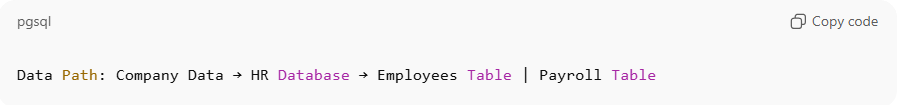 pgsql
Copy code
Data Path: Company Data → HR Database → Employees Table | Payroll Table